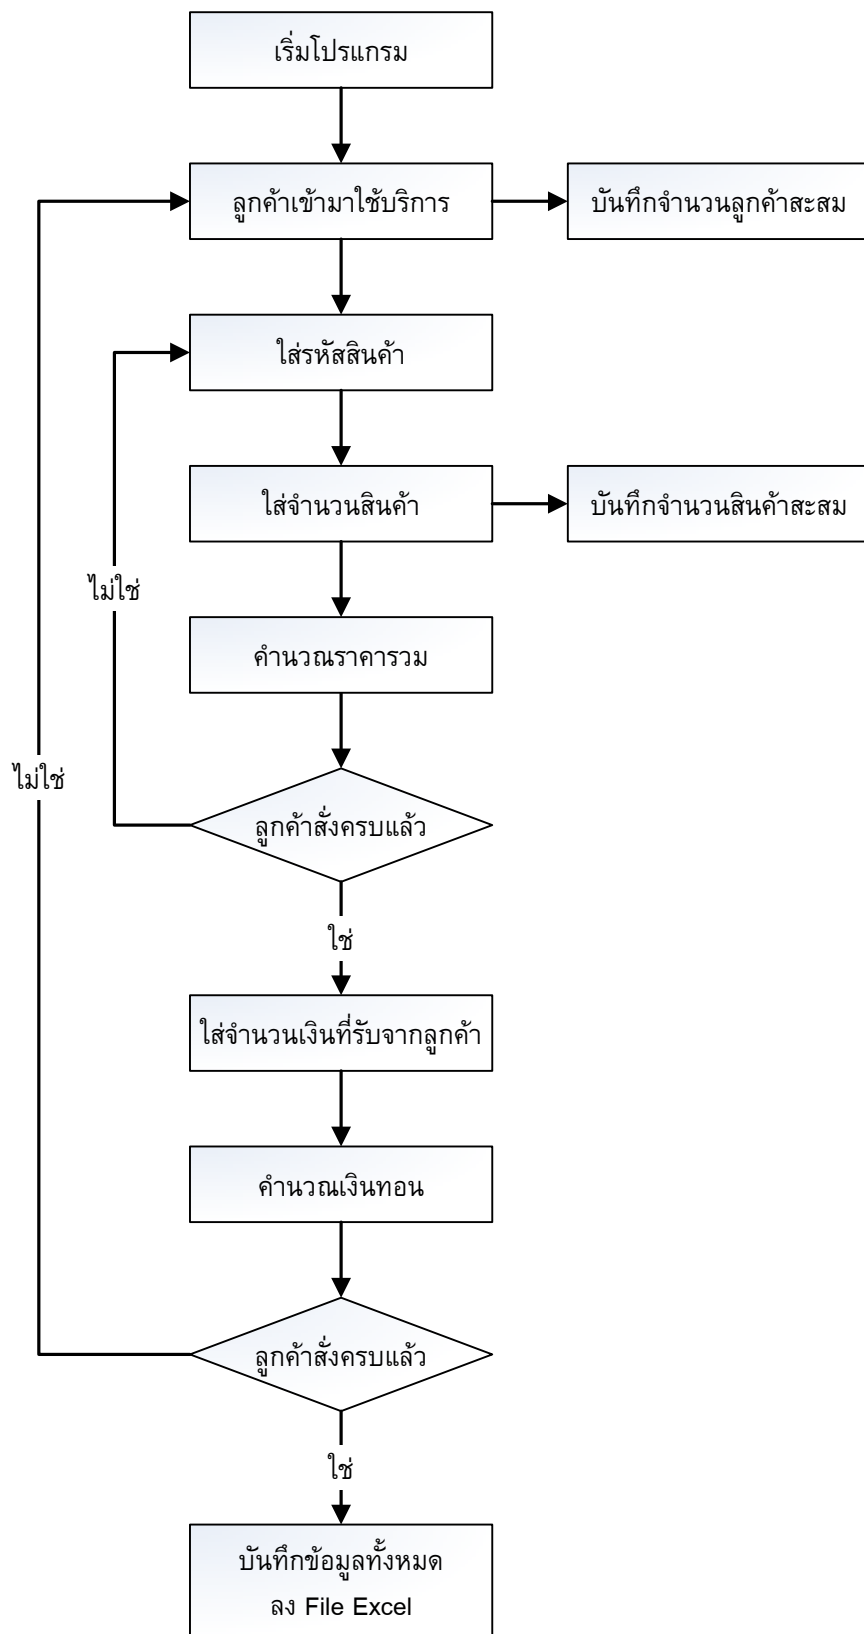 เริ่มโปรแกรม
ลูกค้าเข้ามาใช้บริการ
บันทึกจำนวนลูกค้าสะสม
ใส่รหัสสินค้า
ใส่จำนวนสินค้า
บันทึกจำนวนสินค้าสะสม
ไม่ใช่
คำนวณราคารวม
ไม่ใช่
ลูกค้าสั่งครบแล้ว
ใช่
ใส่จำนวนเงินที่รับจากลูกค้า
คำนวณเงินทอน
ลูกค้าสั่งครบแล้ว
ใช่
บันทึกข้อมูลทั้งหมด
ลง File Excel